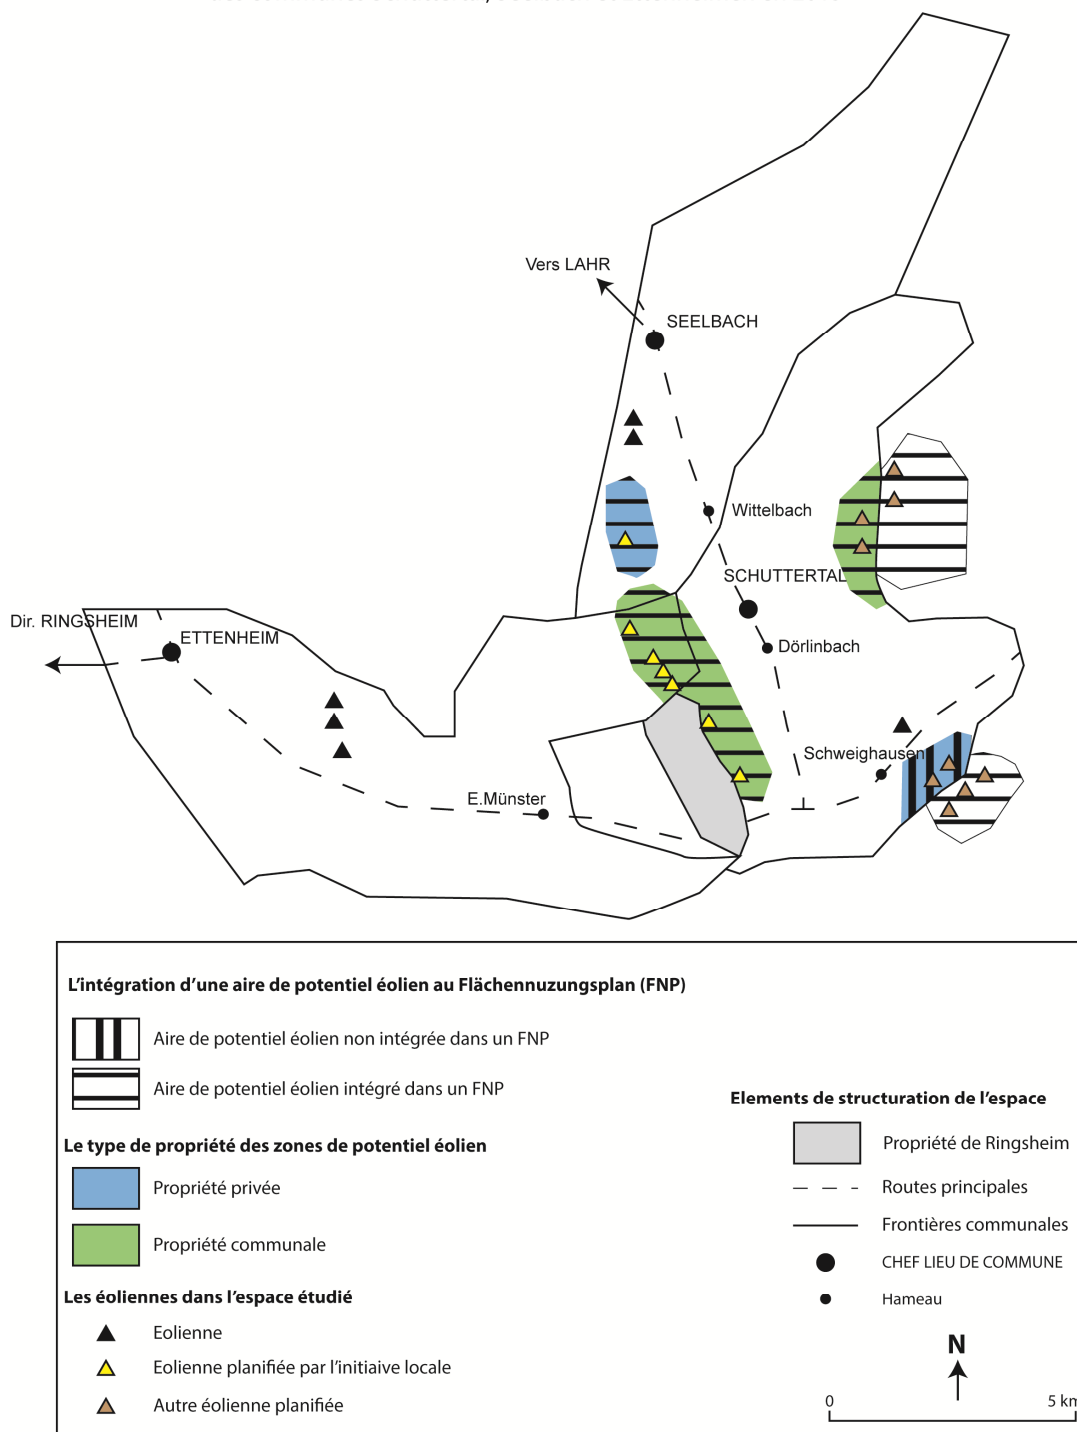 Vers LAHR
SEELBACH
Wittelbach
SCHUTTERTAL
Dir. RINGSHEIM
ETTENHEIM
Dörlinbach
Schweighausen
E.Münster
L'intégration d'une aire de potentiel éolien au Flächennuzungsplan (FNP)
Aire de potentiel éolien non intégrée dans un FNP
Aire de potentiel éolien intégré dans un FNP
Le type de propriété des zones de potentiel éolien
Propriété privée
Propriété communale
Les éoliennes dans l'espace étudié
Eolienne
Eolienne planifiée par l'initiaive locale
Autre éolienne planifiée
Elements de structuration de l'espace
Propriété de Ringsheim
Routes principales
Frontières communales
CHEF LIEU DE COMMUNE
Hameau
N
0 5 km